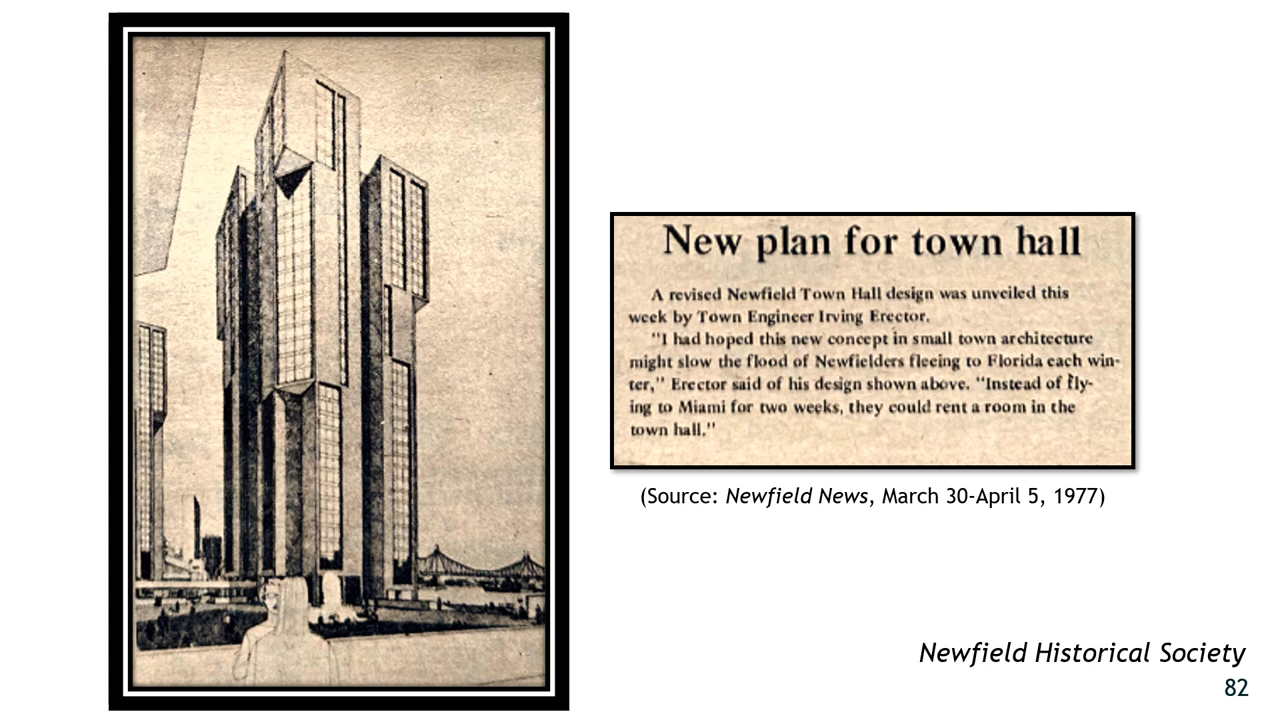 New plan for town hall
A revised Newfield Town Hall design was unveiled this
week by Town Engineer Irving Erector.
"I had hoped this new concept in small town architecture
might slow the flood of Newfielders fleeing to Florida each win-
ter," Erector said of his design shown above. "Instead of fly-
ing to Miami for two weeks, they could rent a room in the
town hall."
(Source: Newfield News, March 30-April 5, 1977)
Newfield Historical Society
82